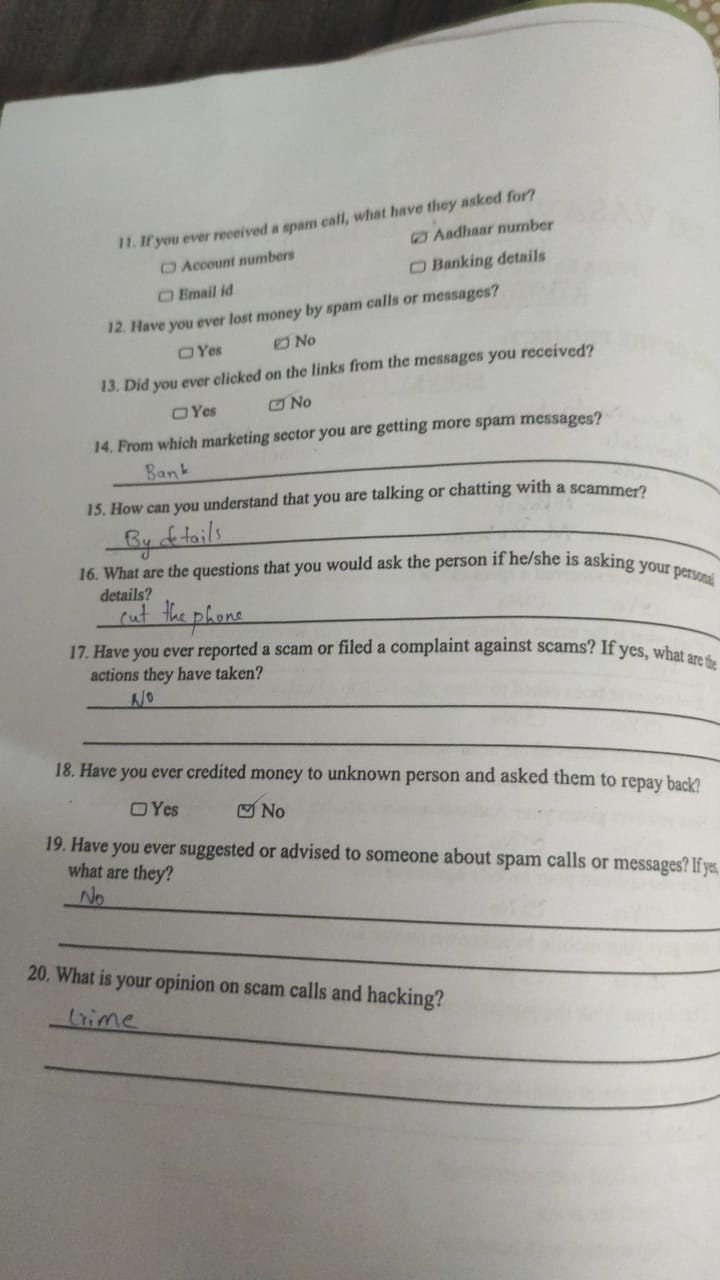 11. If you ever received a spam call, what have they asked for?
☐ Account numbers ☑ Aadhaar number
☐ Email id ☐ Banking details
12. Have you ever lost money by spam calls or messages?
☐ Yes ☑ No
13. Did you ever clicked on the links from the messages you received?
☐ Yes ☑ No
14. From which marketing sector you are getting more spam messages?
Bank
15. How can you understand that you are talking or chatting with a scammer?
By details
16. What are the questions that you would ask the person if he/she is asking your personal
details?
cut the phone
17. Have you ever reported a scam or filed a complaint against scams? If yes, what are the
actions they have taken?
No
18. Have you ever credited money to unknown person and asked them to repay back?
☐ Yes ☑ No
19. Have you ever suggested or advised to someone about spam calls or messages? If yes,
what are they?
No
20. What is your opinion on scam calls and hacking?
Crime